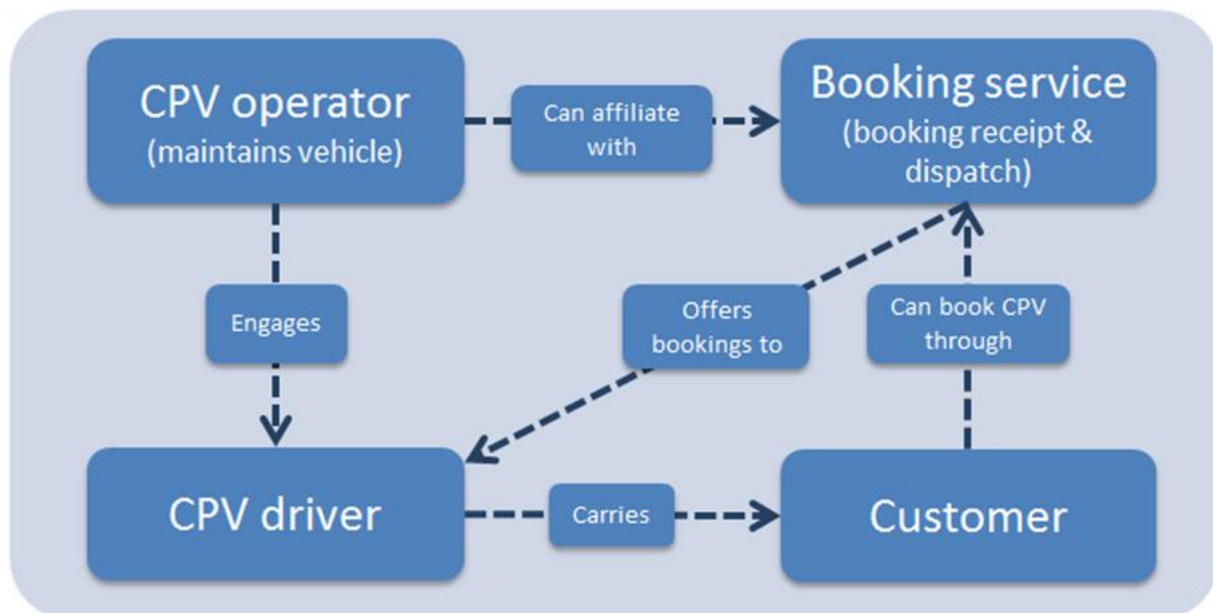 CPV operator
(maintains vehicle)
Can affiliate
with
Booking service
(booking receipt &
dispatch)
Engages
Offers
bookings to
Can book CPV
through
CPV driver
Carries
Customer